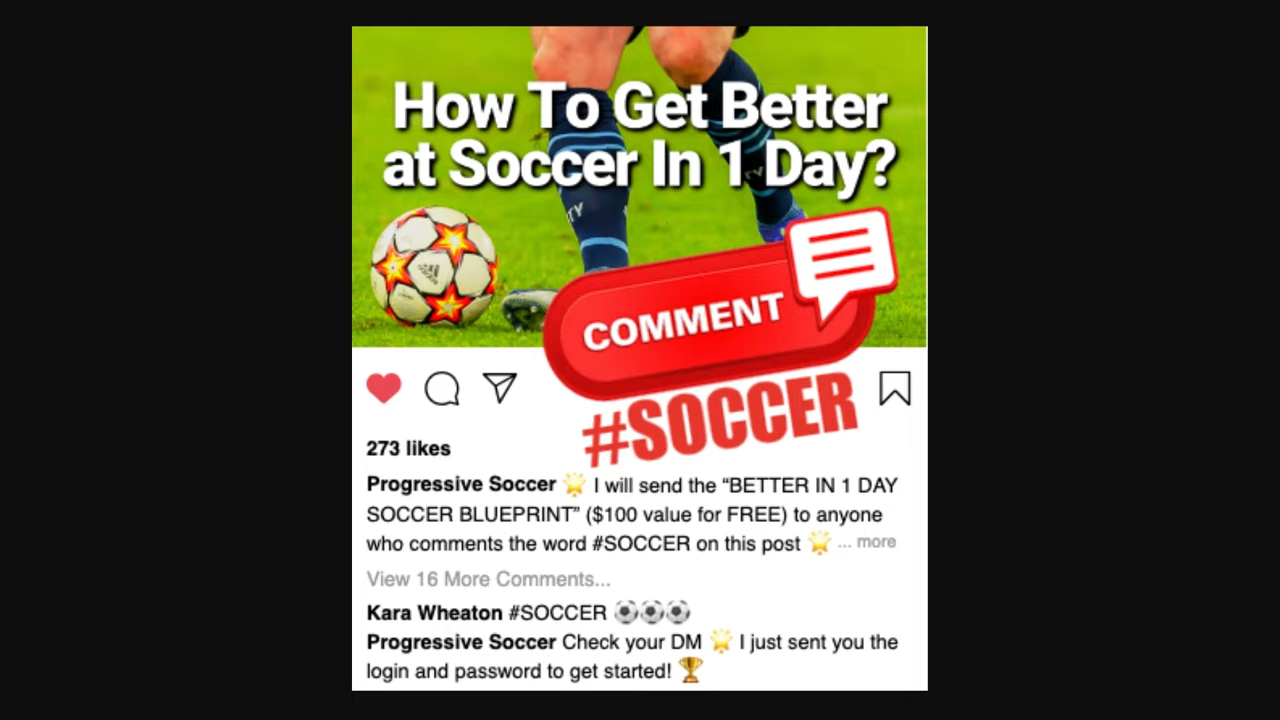 How To Get Better
at Soccer In 1 Day?
COMMENT
#SOCCER
273 likes
Progressive Soccer 🌟 I will send the “BETTER IN 1 DAY
SOCCER BLUEPRINT” ($100 value for FREE) to anyone
who comments the word #SOCCER on this post 🌟 ... more
View 16 More Comments...
Kara Wheaton #SOCCER ⚽⚽⚽
Progressive Soccer Check your DM 🌟 I just sent you the
login and password to get started! 🏆